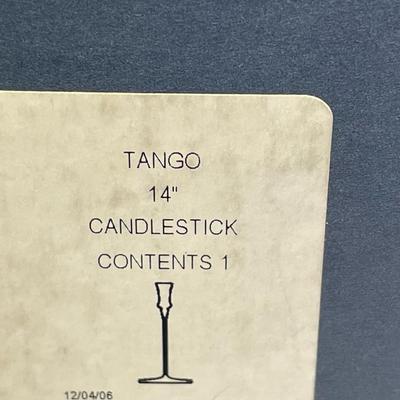 TANGO
14"
CANDLESTICK
CONTENTS 1
12/04/06